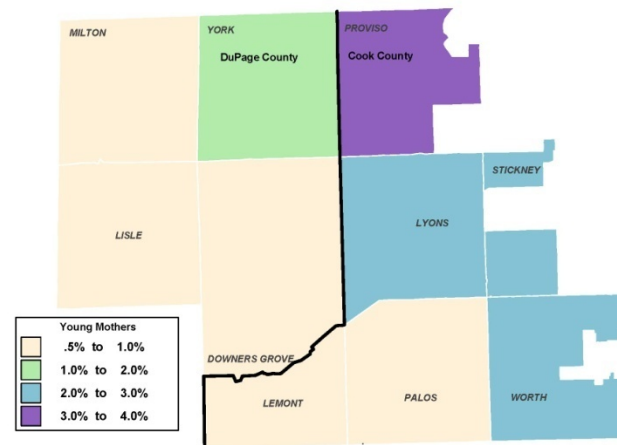 MILTON
YORK
PROVISO
DuPage County
Cook County
STICKNEY
LYONS
LISLE
Young Mothers
.5% to 1.0%
1.0% to 2.0%
2.0% to 3.0%
3.0% to 4.0%
DOWNERS GROVE
LEMONT
PALOS
WORTH